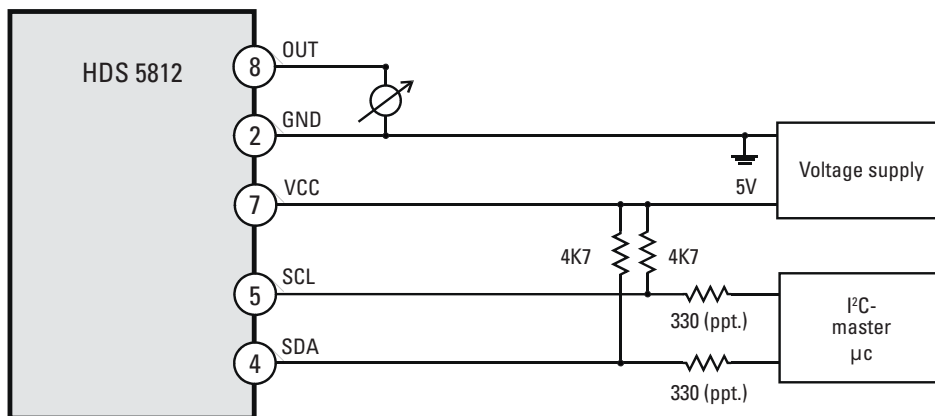 HDS 5812
8
OUT
2
GND
7
VCC
5
SCL
4
SDA
5V
Voltage supply
4K7
4K7
330 (ppt.)
330 (ppt.)
I²C-
master
µc